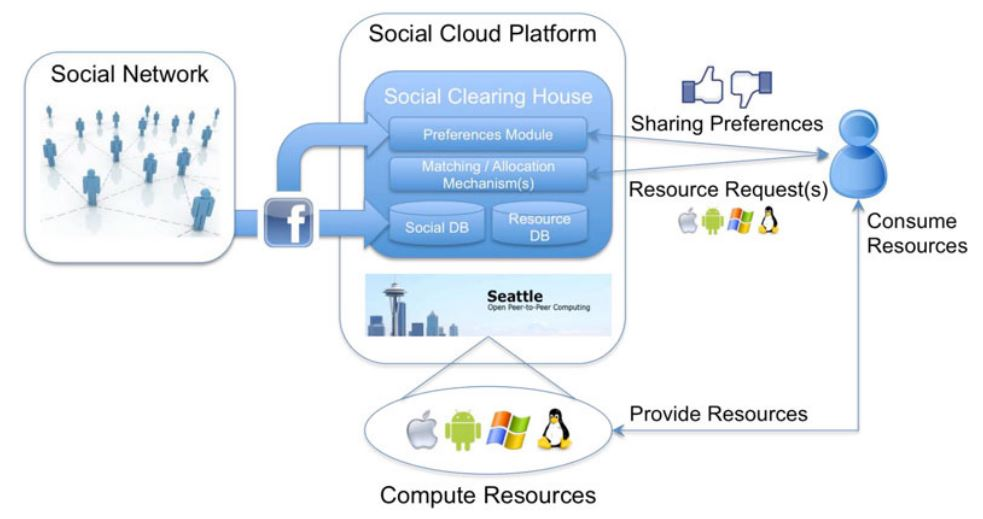 Social Network
Social Cloud Platform
Social Clearing House
Preferences Module
Matching / Allocation
Mechanism(s)
Social DB
Resource
DB
f
Seattle
Open Peer-to-Peer Computing
Sharing Preferences
Resource Request(s)
Consume
Resources
Provide Resources
Compute Resources